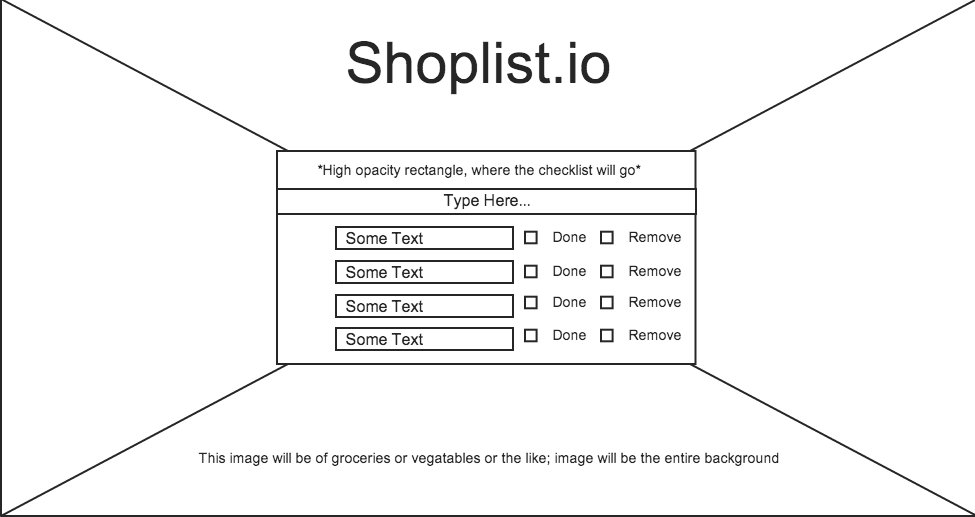 Shoplist.io
*High opacity rectangle, where the checklist will go*
Type Here...
Some Text Done Remove
Some Text Done Remove
Some Text Done Remove
Some Text Done Remove
This image will be of groceries or vegatables or the like; image will be the entire background